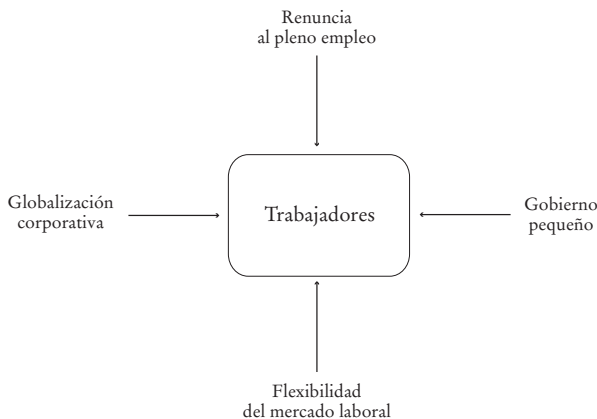 Renuncia
al pleno empleo
Globalización
corporativa
Trabajadores
Gobierno
pequeño
Flexibilidad
del mercado laboral